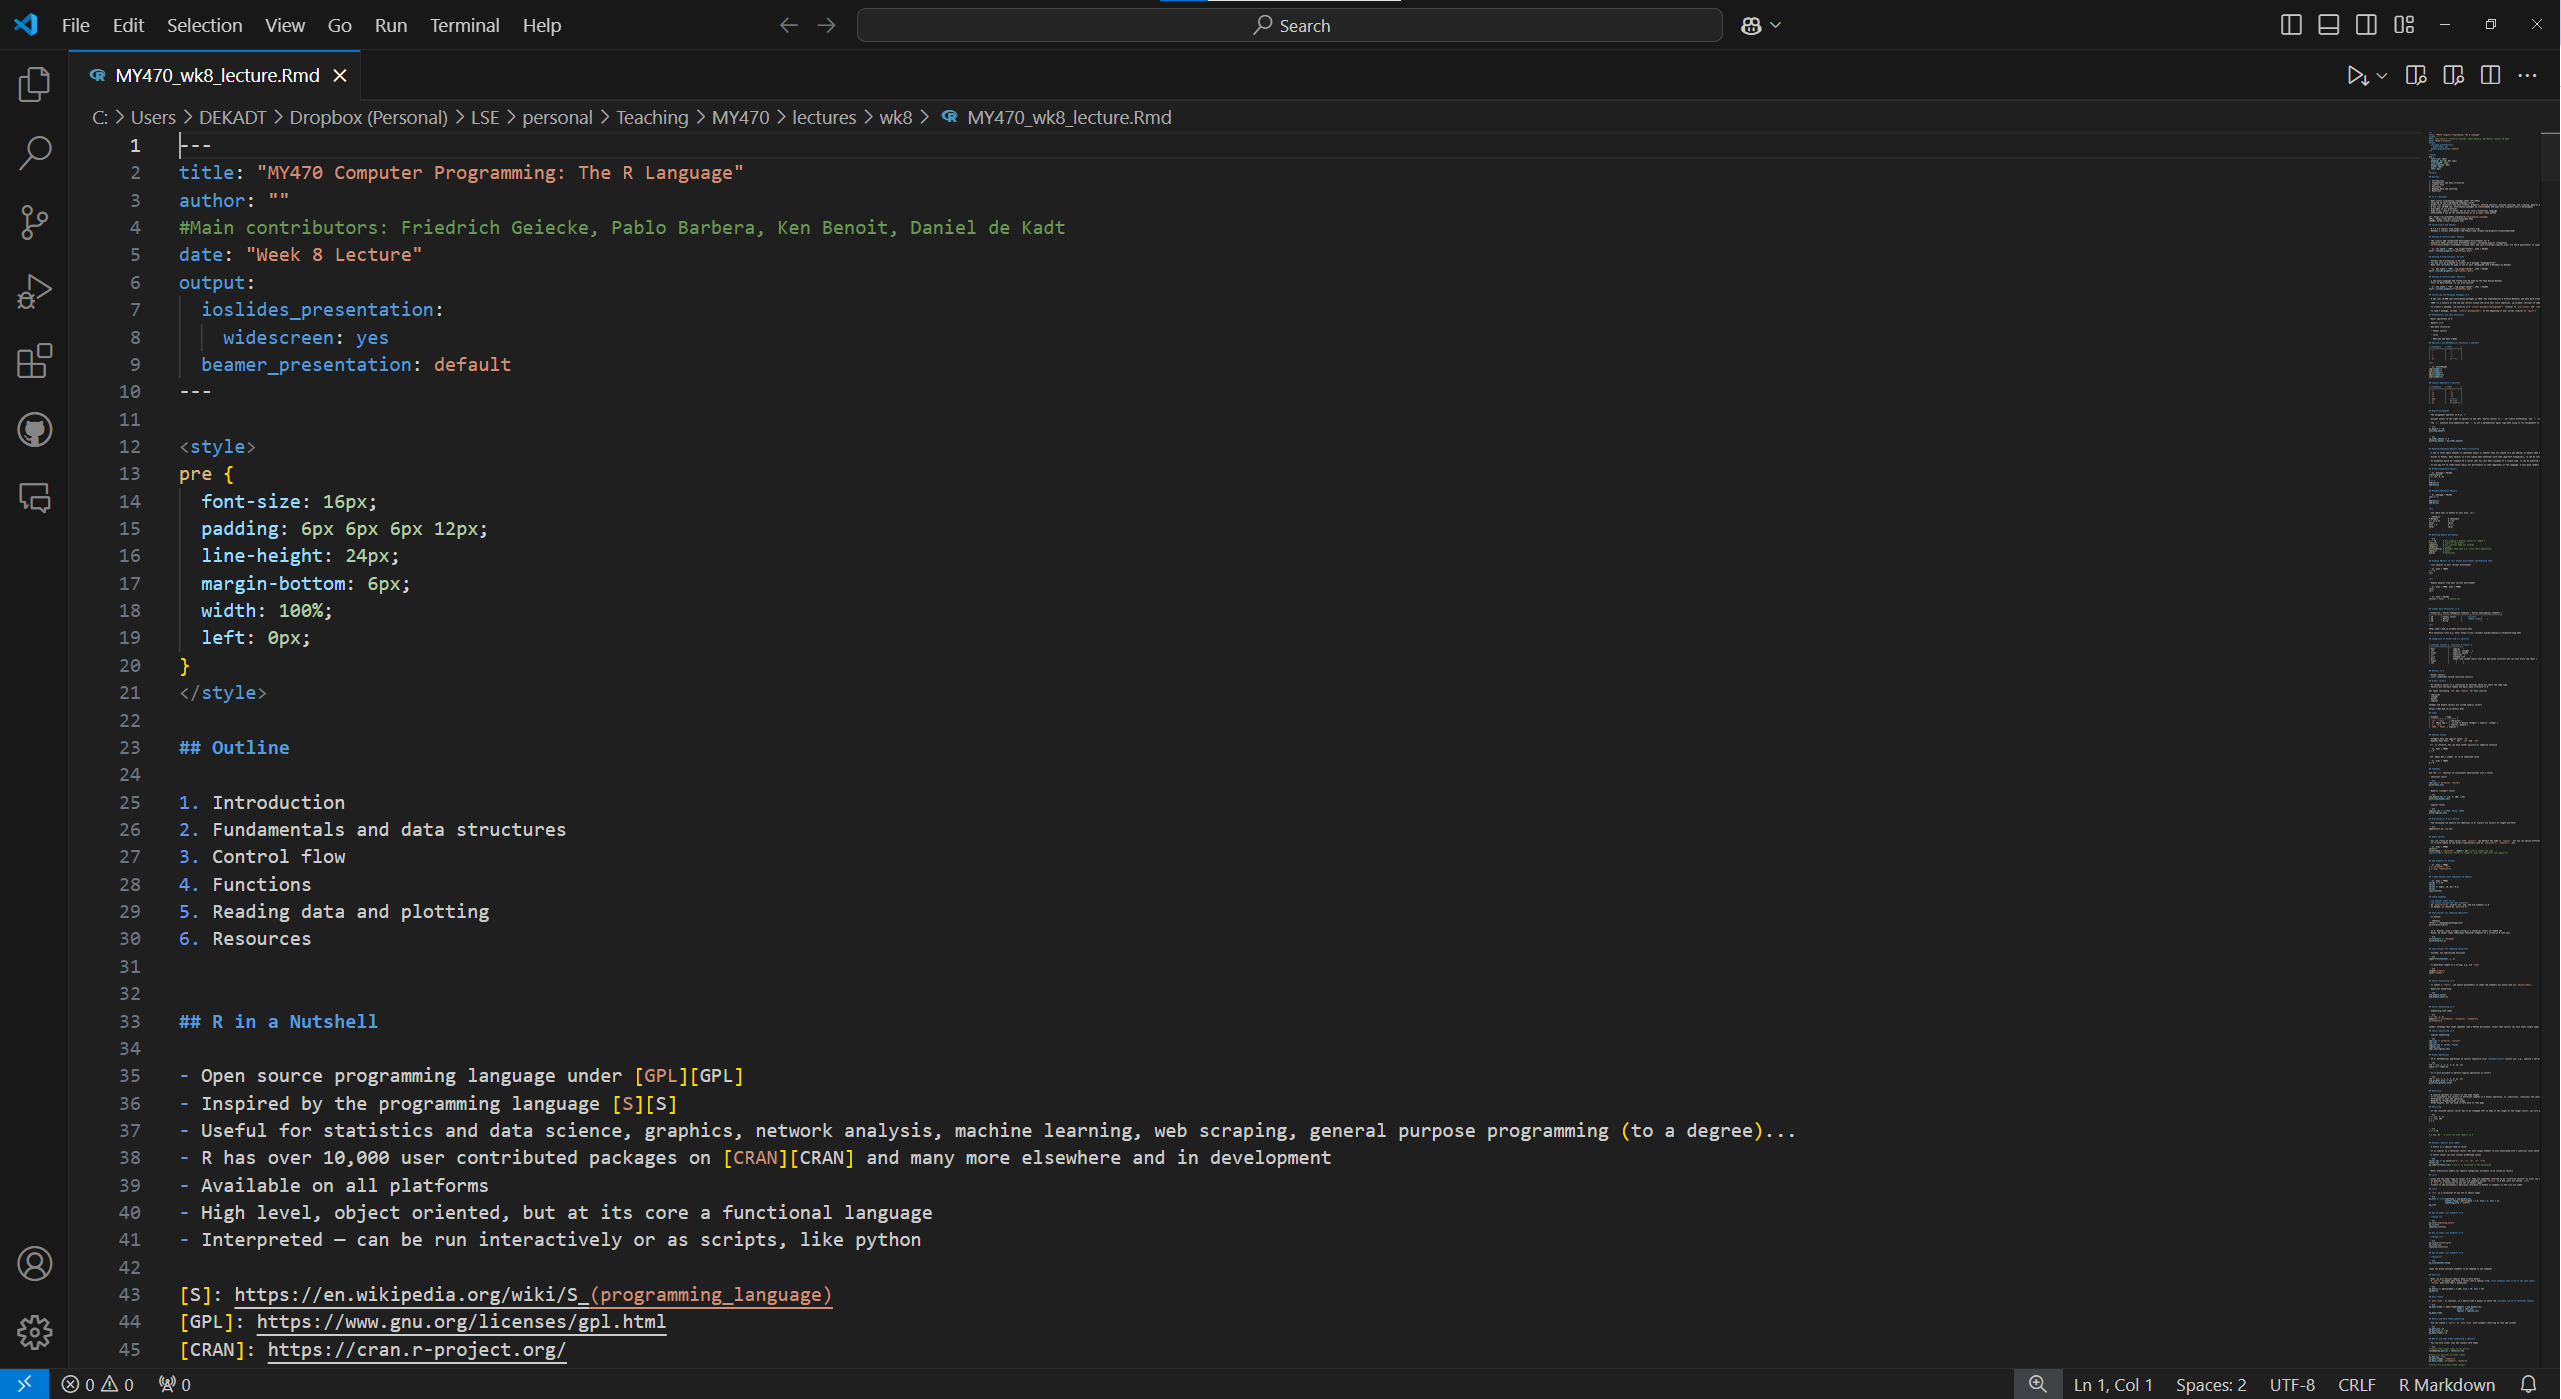 File Edit Selection View Go Run Terminal Help
Search
MY470_wk8_lecture.Rmd
C: > Users > DEKADT > Dropbox (Personal) > LSE > personal > Teaching > MY470 > lectures > wk8 > MY470_wk8_lecture.Rmd
1 ---
2 title: "MY470 Computer Programming: The R Language"
3 author: ""
4 #Main contributors: Friedrich Geiecke, Pablo Barbera, Ken Benoit, Daniel de Kadt
5 date: "Week 8 Lecture"
6 output:
7   ioslides_presentation:
8     widescreen: yes
9   beamer_presentation: default
10 ---
11
12 <style>
13 pre {
14   font-size: 16px;
15   padding: 6px 6px 6px 12px;
16   line-height: 24px;
17   margin-bottom: 6px;
18   width: 100%;
19   left: 0px;
20 }
21 </style>
22
23 ## Outline
24
25 1. Introduction
26 2. Fundamentals and data structures
27 3. Control flow
28 4. Functions
29 5. Reading data and plotting
30 6. Resources
31
32
33 ## R in a Nutshell
34
35 - Open source programming language under [GPL][GPL]
36 - Inspired by the programming language [S][S]
37 - Useful for statistics and data science, graphics, network analysis, machine learning, web scraping, general purpose programming (to a degree)...
38 - R has over 10,000 user contributed packages on [CRAN][CRAN] and many more elsewhere and in development
39 - Available on all platforms
40 - High level, object oriented, but at its core a functional language
41 - Interpreted – can be run interactively or as scripts, like python
42
43 [S]: https://en.wikipedia.org/wiki/S_(programming_language)
44 [GPL]: https://www.gnu.org/licenses/gpl.html
45 [CRAN]: https://cran.r-project.org/
0 0 0 Ln 1, Col 1 Spaces: 2 UTF-8 CRLF R Markdown